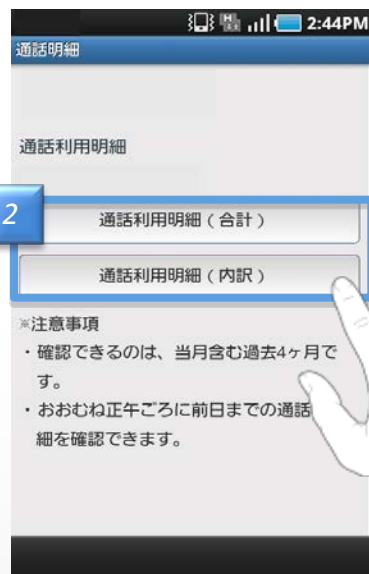 2:44PM
通話明細
通話利用明細
2
通話利用明細（合計）
通話利用明細（内訳）
※注意事項
・確認できるのは、当月含む過去4ヶ月で
す。
・おおむね正午ごろに前日までの通話
細を確認できます。